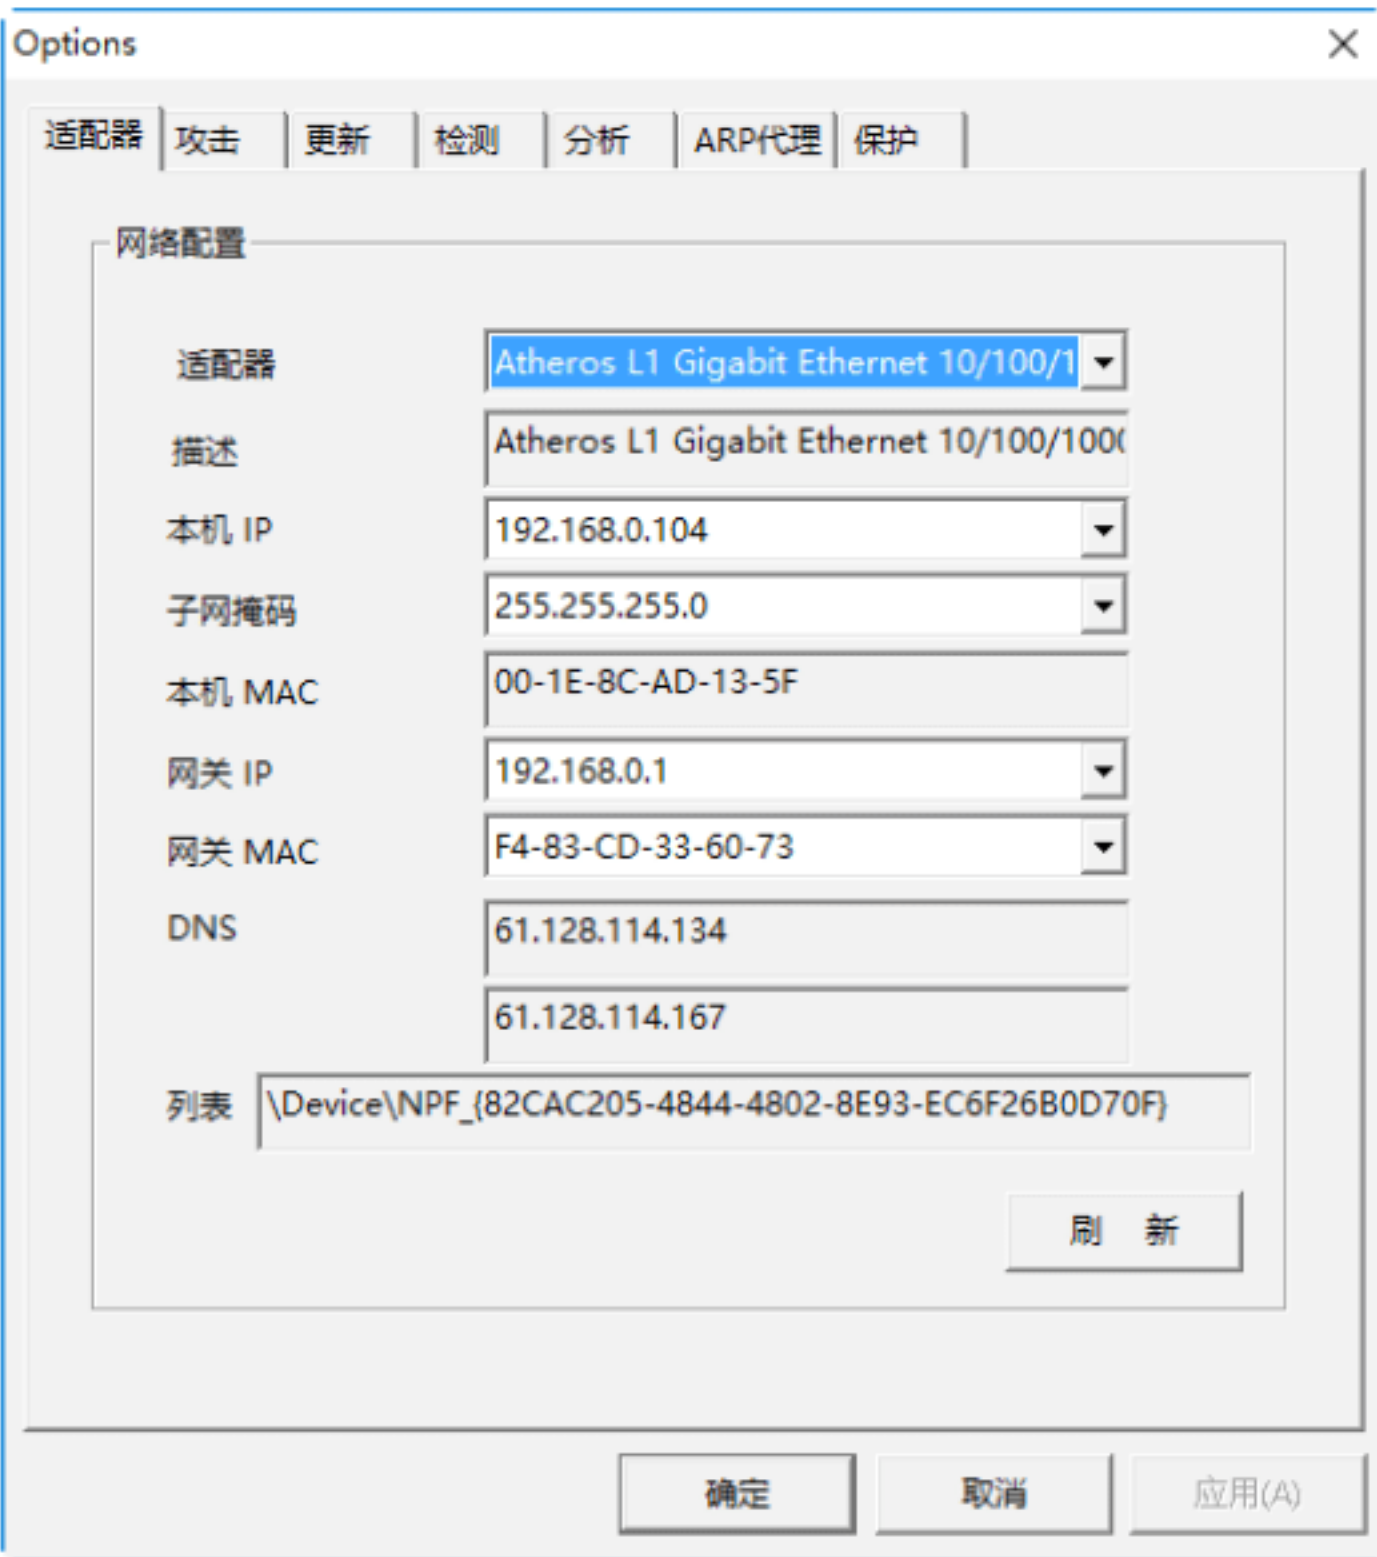 Options
适配器 攻击 更新 检测 分析 ARP代理 保护
网络配置
适配器 Atheros L1 Gigabit Ethernet 10/100/1
描述 Atheros L1 Gigabit Ethernet 10/100/100
本机 IP 192.168.0.104
子网掩码 255.255.255.0
本机 MAC 00-1E-8C-AD-13-5F
网关 IP 192.168.0.1
网关 MAC F4-83-CD-33-60-73
DNS 61.128.114.134
61.128.114.167
列表 \Device\NPF_{82CAC205-4844-4802-8E93-EC6F26B0D70F}
刷 新
确定 取消 应用(A)